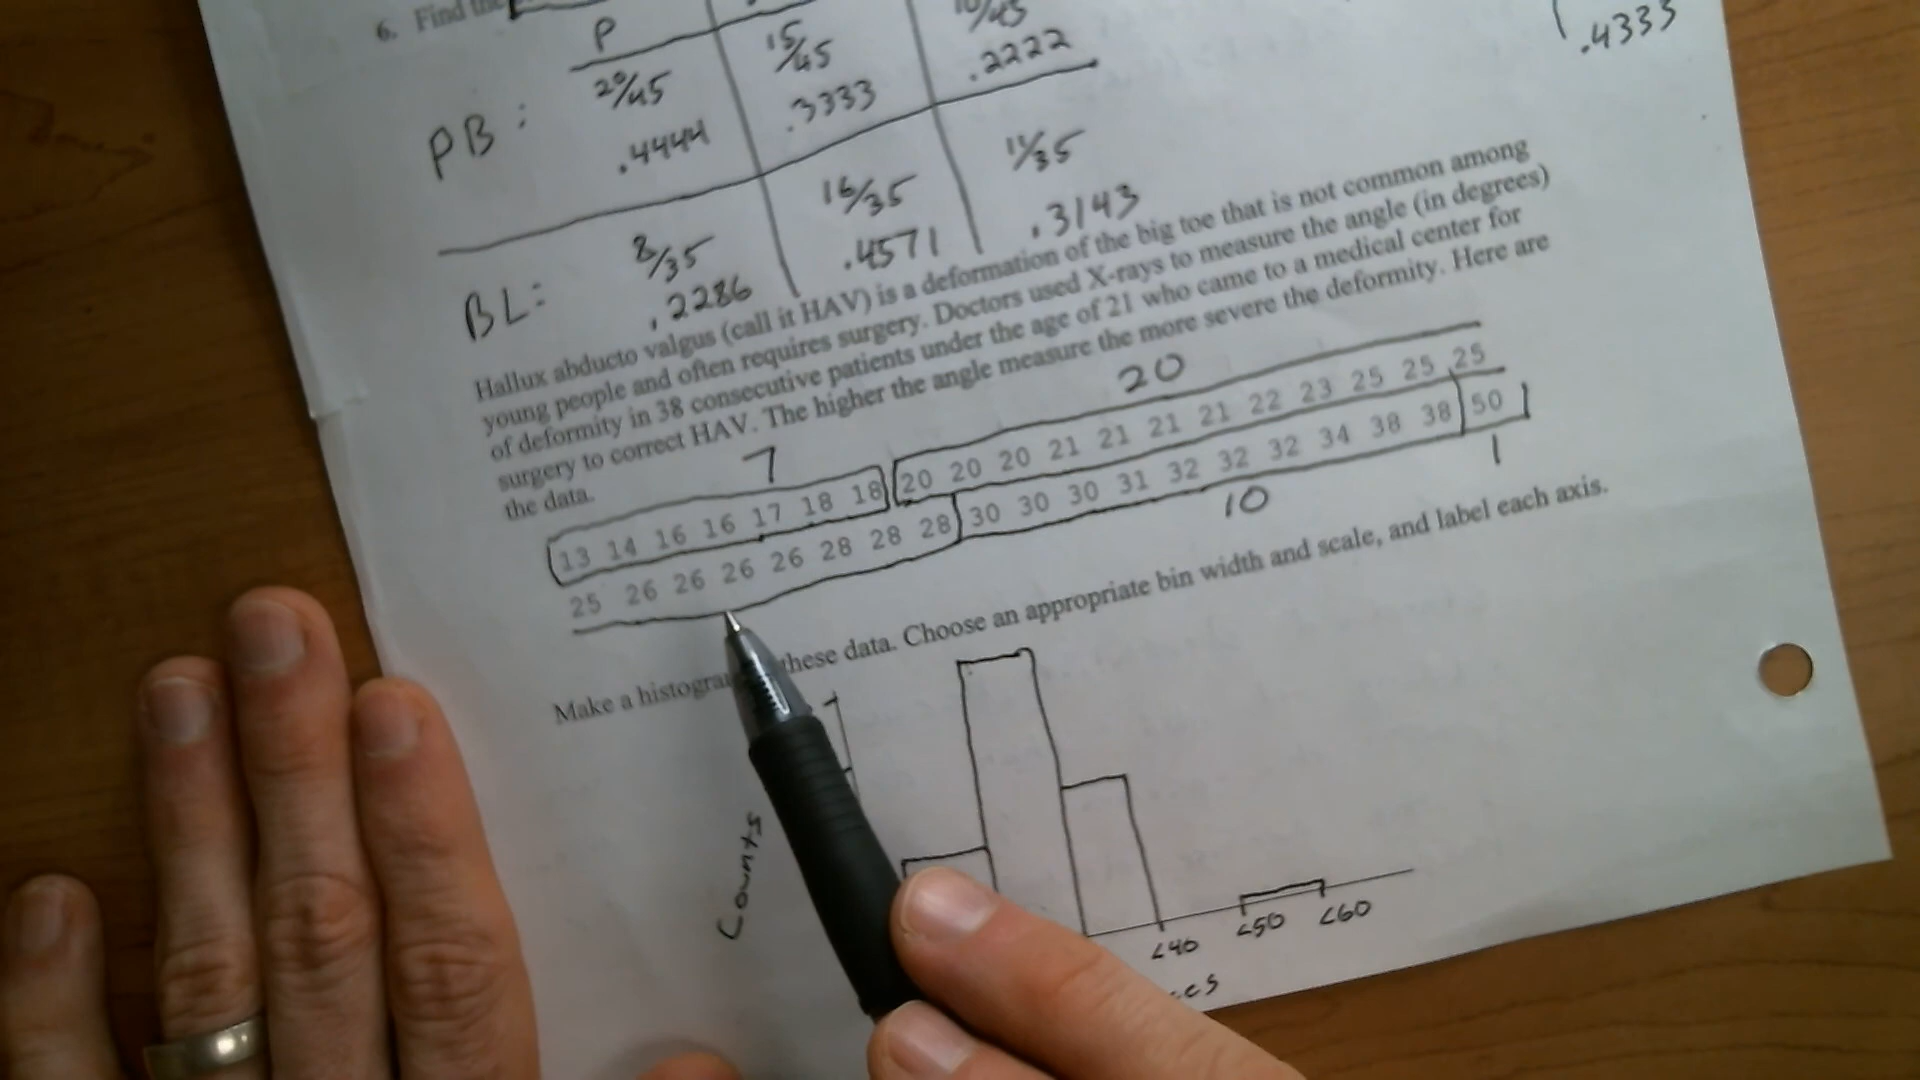 6. Find the
P
20/45
.4444
15/45
.3333
10/45
.2222
.4333
PB:
BL:
8/35
.2286
16/35
.4571
11/35
.3143
Hallux abducto valgus (call it HAV) is a deformation of the big toe that is not common among
young people and often requires surgery. Doctors used X-rays to measure the angle (in degrees)
of deformity in 38 consecutive patients under the age of 21 who came to a medical center for
surgery to correct HAV. The higher the angle measure the more severe the deformity. Here are
the data.
7
20
13 14 16 16 17 18 18 20 20 20 21 21 21 21 22 23 25 25 25
25 26 26 26 26 28 28 28 30 30 30 31 32 32 32 34 38 38 50
10
1
Make a histogra these data. Choose an appropriate bin width and scale, and label each axis.
Counts
<40 <50 <60
es